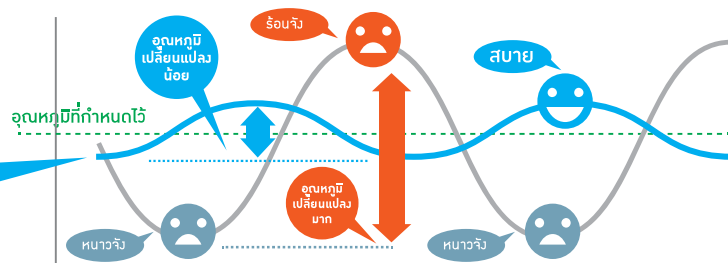 อุณหภูมิ
เปลี่ยนแปลง
น้อย
ร้อนจัง
สบาย
อุณหภูมิที่กำหนดไว้
อุณหภูมิ
เปลี่ยนแปลง
มาก
หนาวจัง
หนาวจัง